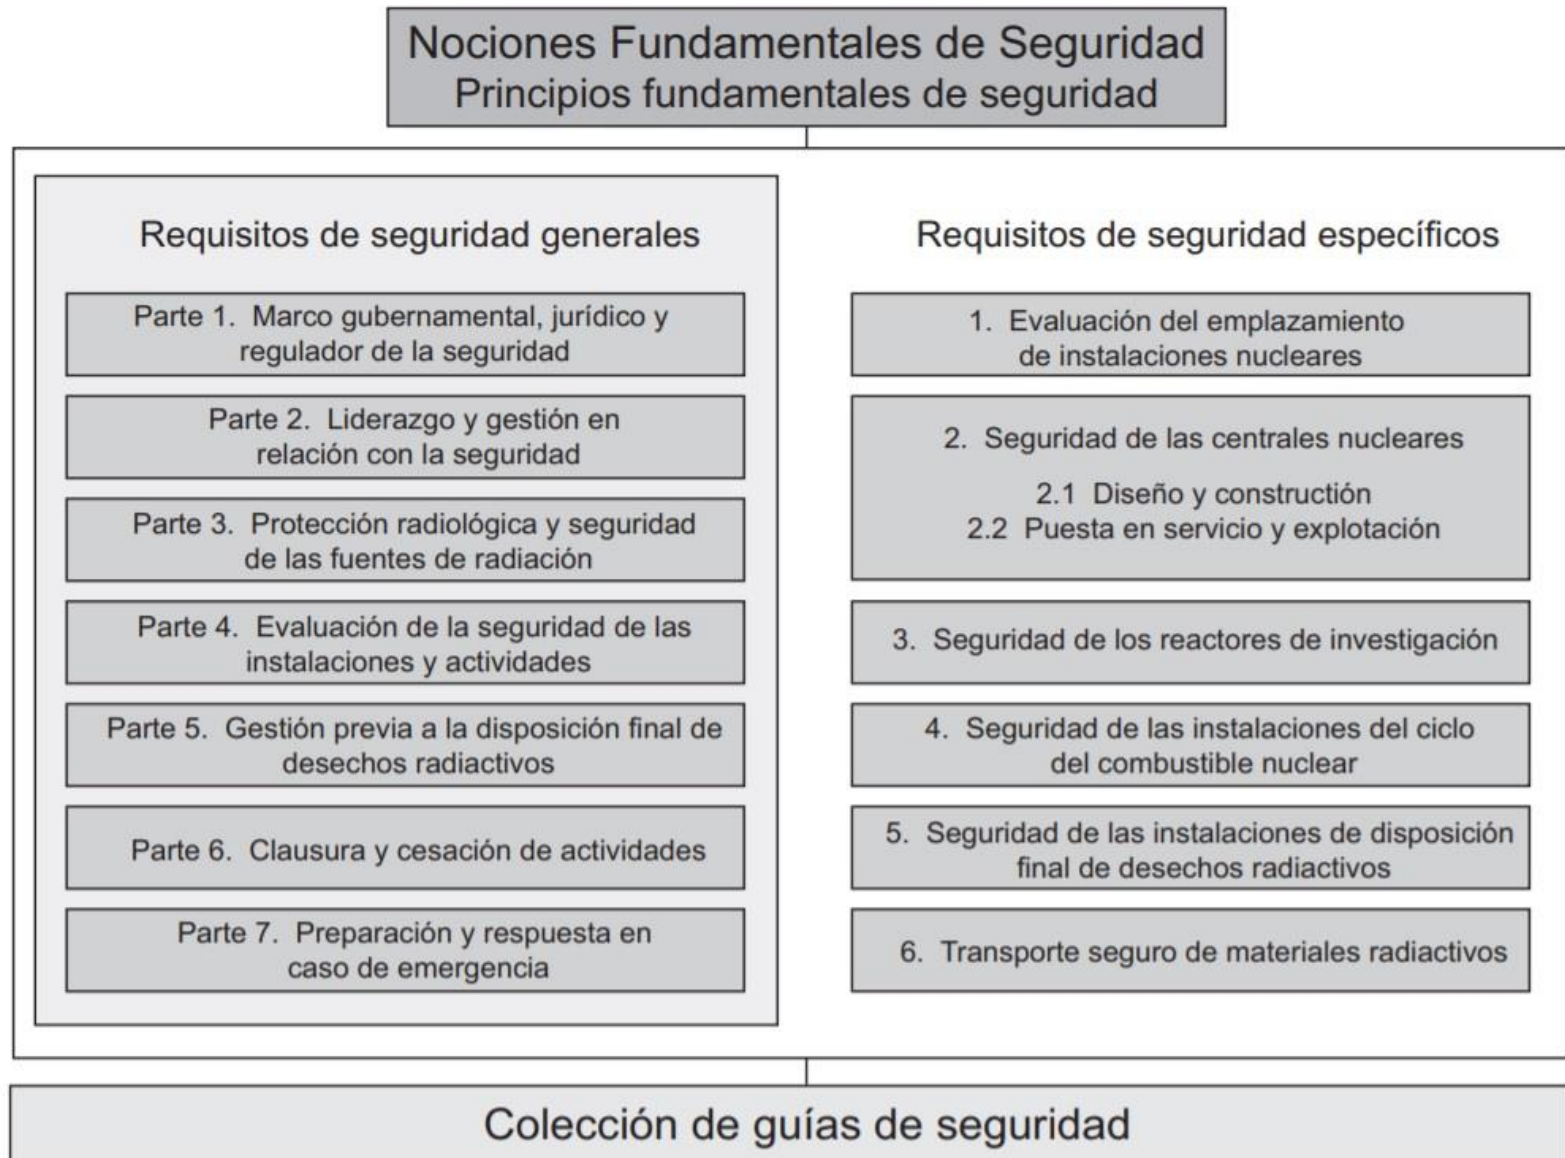 Nociones Fundamentales de Seguridad
Principios fundamentales de seguridad
Requisitos de seguridad generales
Parte 1. Marco gubernamental, jurídico y
regulador de la seguridad
Parte 2. Liderazgo y gestión en
relación con la seguridad
Parte 3. Protección radiológica y seguridad
de las fuentes de radiación
Parte 4. Evaluación de la seguridad de las
instalaciones y actividades
Parte 5. Gestión previa a la disposición final de
desechos radiactivos
Parte 6. Clausura y cesación de actividades
Parte 7. Preparación y respuesta en
caso de emergencia
Requisitos de seguridad específicos
1. Evaluación del emplazamiento
de instalaciones nucleares
2. Seguridad de las centrales nucleares
2.1 Diseño y constructión
2.2 Puesta en servicio y explotación
3. Seguridad de los reactores de investigación
4. Seguridad de las instalaciones del ciclo
del combustible nuclear
5. Seguridad de las instalaciones de disposición
final de desechos radiactivos
6. Transporte seguro de materiales radiactivos
Colección de guías de seguridad